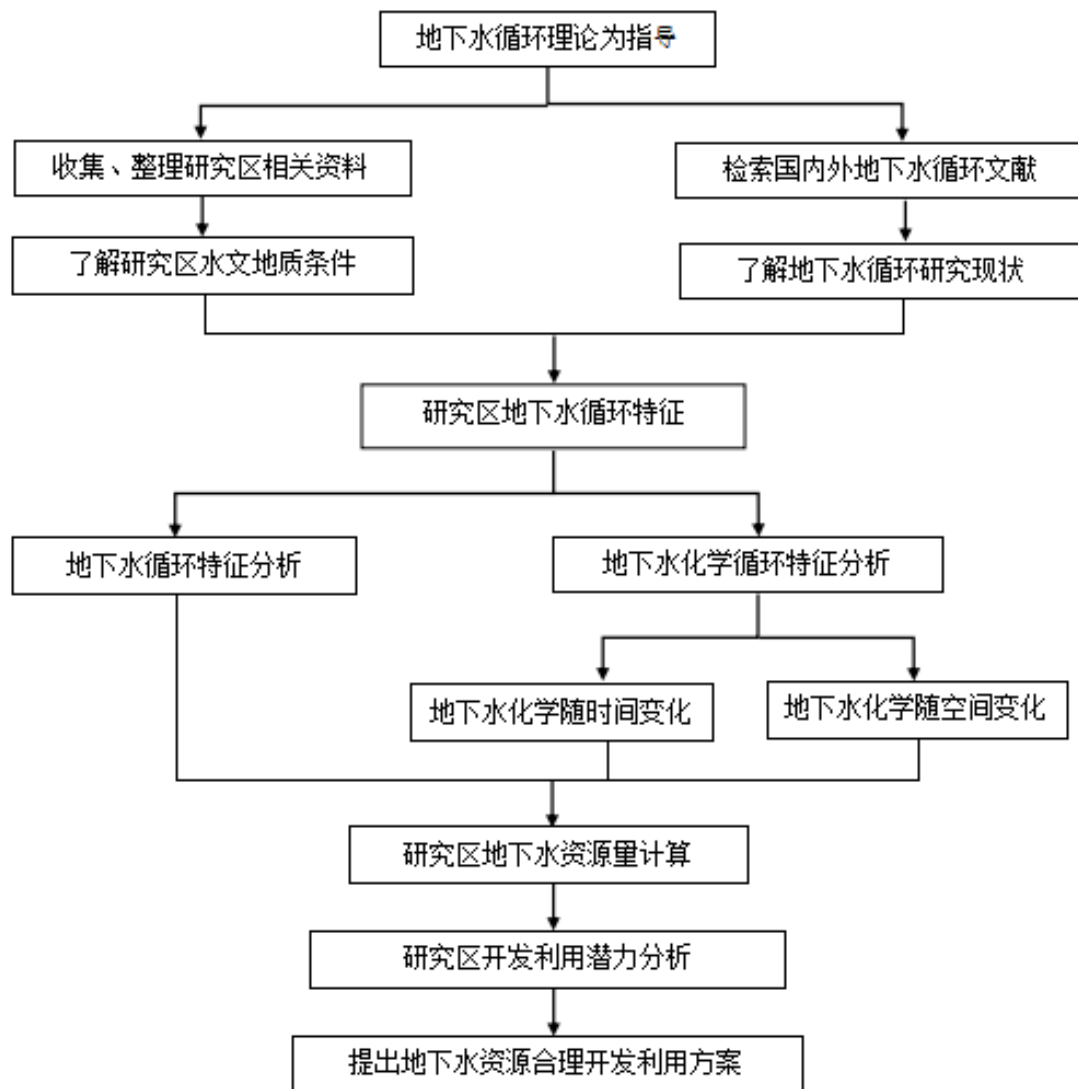 地下水循环理论为指导
收集、整理研究区相关资料
检索国内外地下水循环文献
了解研究区水文地质条件
了解地下水循环研究现状
研究区地下水循环特征
地下水循环特征分析
地下水化学循环特征分析
地下水化学随时间变化
地下水化学随空间变化
研究区地下水资源量计算
研究区开发利用潜力分析
提出地下水资源合理开发利用方案